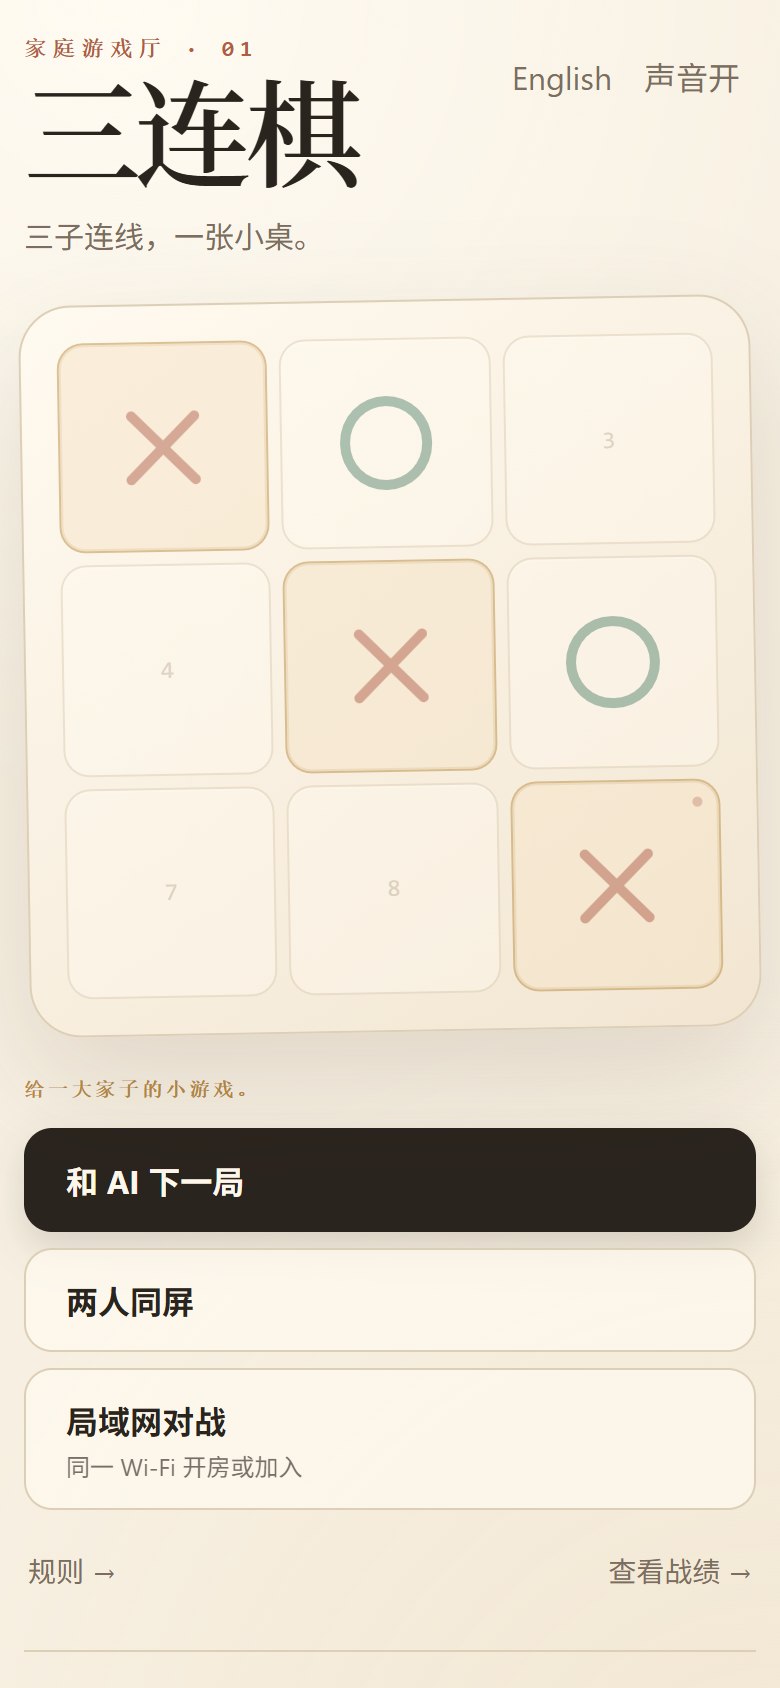 家庭游戏厅 · 01
English 声音开
三连棋
三子连线，一张小桌。
3
4
7 8
给一大家子的小游戏。
和 AI 下一局
两人同屏
局域网对战
同一 Wi-Fi 开房或加入
规则 → 查看战绩 →